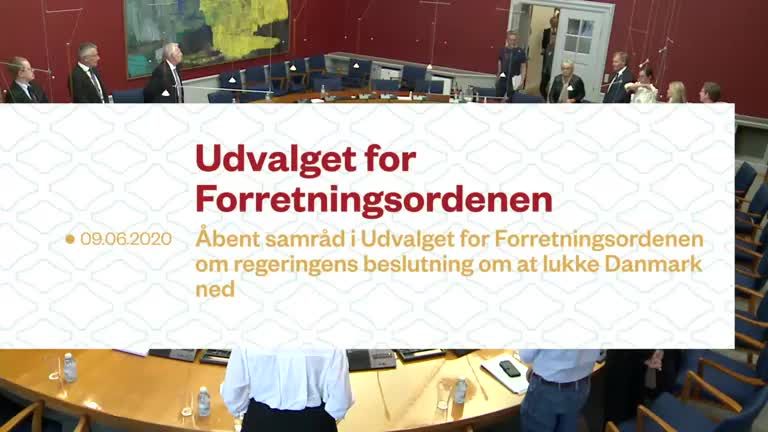 Udvalget for
Forretningsordenen
09.06.2020
Åbent samråd i Udvalget for Forretningsordenen
om regeringens beslutning om at lukke Danmark
ned